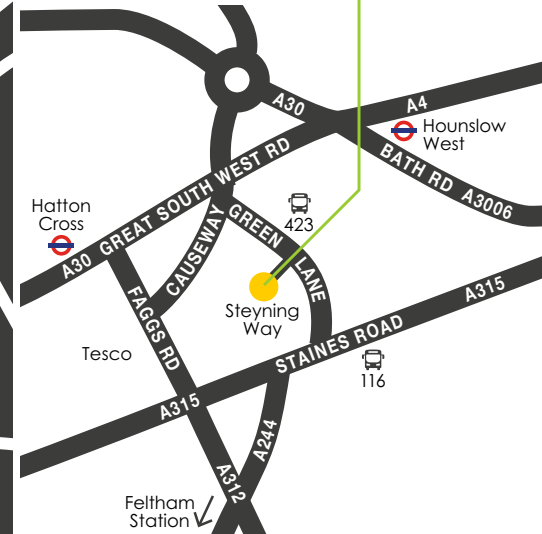 A30
A4
Hounslow
West
BATH RD
A3006
Hatton
Cross
A30
GREAT SOUTH WEST RD
423
GREEN
LANE
CAUSEWAY
Steyning
Way
A315
FAGGS RD
Tesco
STAINES ROAD
116
A315
A244
A312
Feltham
Station